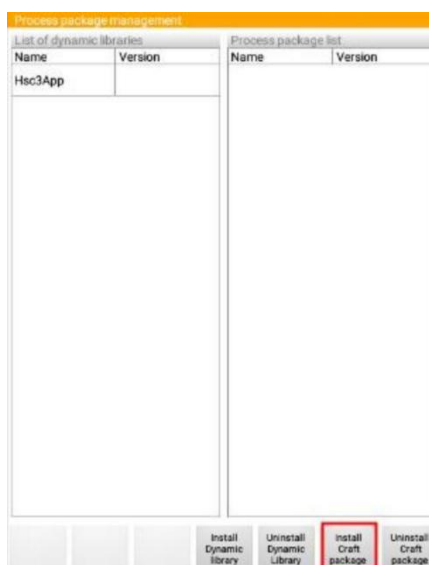 Process package management
List of dynamic libraries
Process package list
Name Version
Name Version
Hsc3App
Install Dynamic library
Uninstall Dynamic Library
Install Craft package
Uninstall Craft package